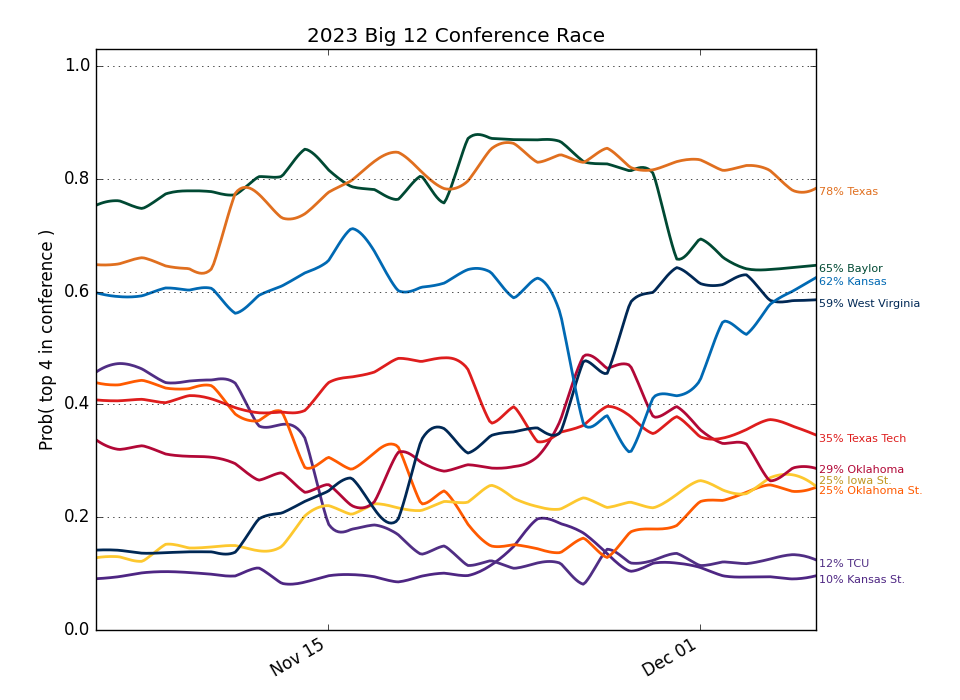 2023 Big 12 Conference Race
Prob( top 4 in conference )
1.0
0.8
0.6
0.4
0.2
0.0
Nov 15
Dec 01
78% Texas
65% Baylor
62% Kansas
59% West Virginia
35% Texas Tech
29% Oklahoma
25% Iowa St.
25% Oklahoma St.
12% TCU
10% Kansas St.